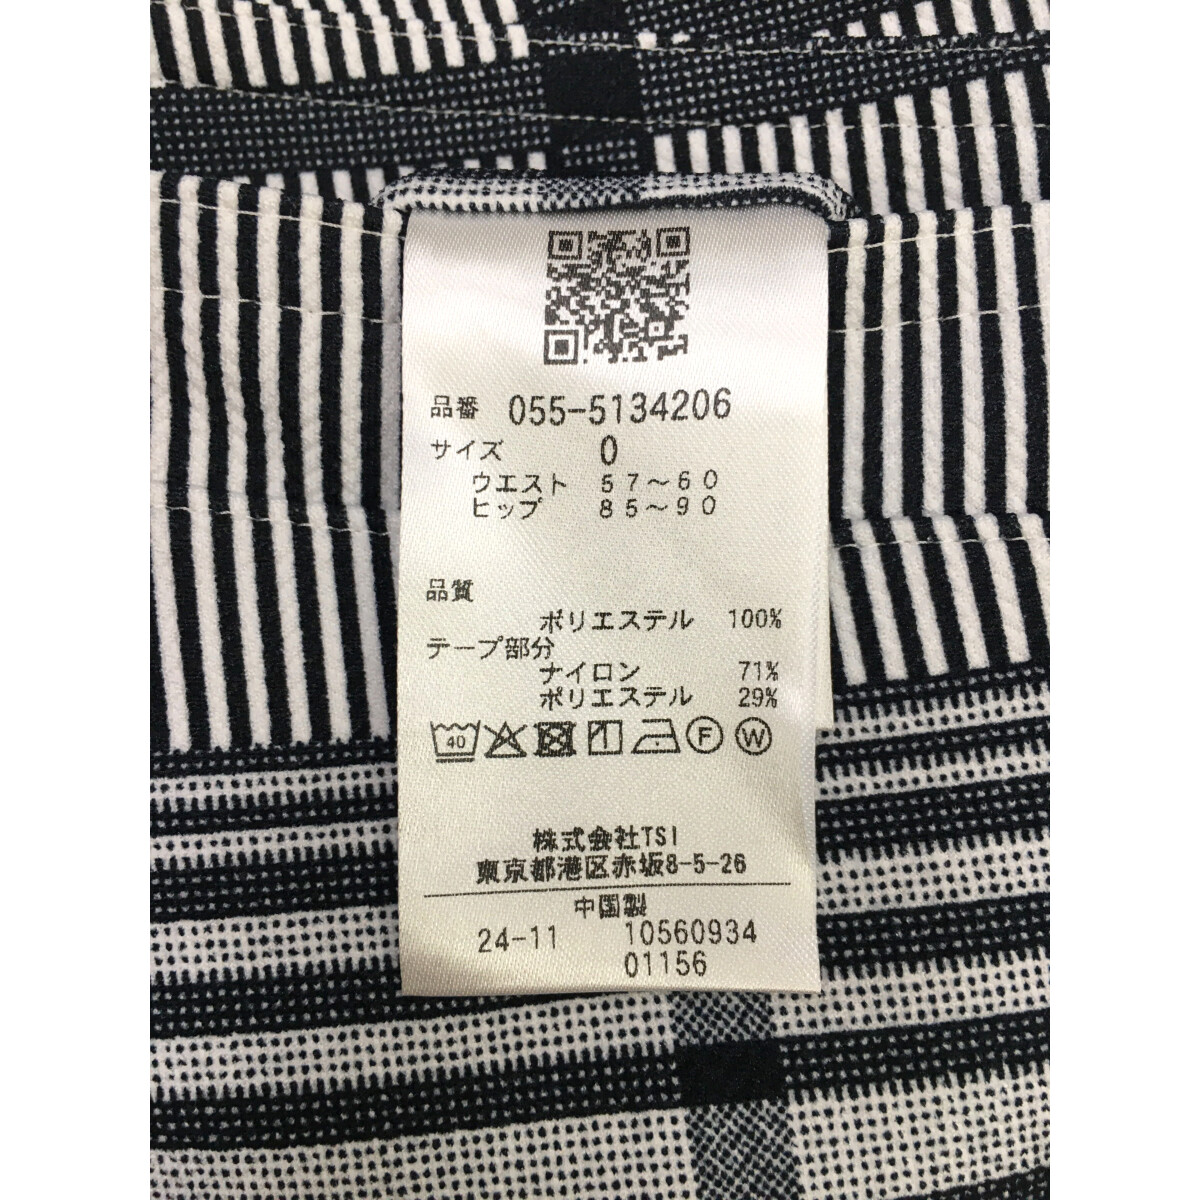 品番 055-5134206
サイズ 0
ウエスト 57～60
ヒップ 85～90
品質
ポリエステル 100%
テープ部分
ナイロン 71%
ポリエステル 29%
40 F W
株式会社TSI
東京都港区赤坂8-5-26
中国製
24-11 10560934
01156